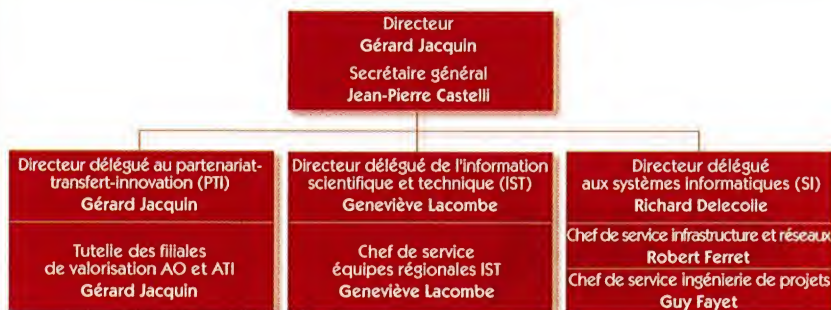 Directeur
Gérard Jacquin
Secrétaire général
Jean-Pierre Castelli
Directeur délégué au partenariat-
transfert-innovation (PTI)
Gérard Jacquin
Tutelle des filiales
de valorisation AO et ATI
Gérard Jacquin
Directeur délégué de l'information
scientifique et technique (IST)
Geneviève Lacombe
Chef de service
équipes régionales IST
Geneviève Lacombe
Directeur délégué
aux systèmes informatiques (SI)
Richard Delecolle
Chef de service infrastructure et réseaux
Robert Ferret
Chef de service ingénierie de projets
Guy Fayet